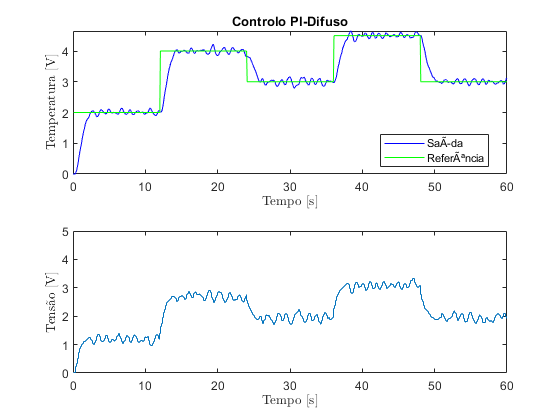 Controlo PI-Difuso
Temperatura [V]
4
3
2
1
0
SaÃ-da
ReferÃªncia
0 10 20 30 40 50 60
Tempo [s]
Tensão [V]
5
4
3
2
1
0
0 10 20 30 40 50 60
Tempo [s]